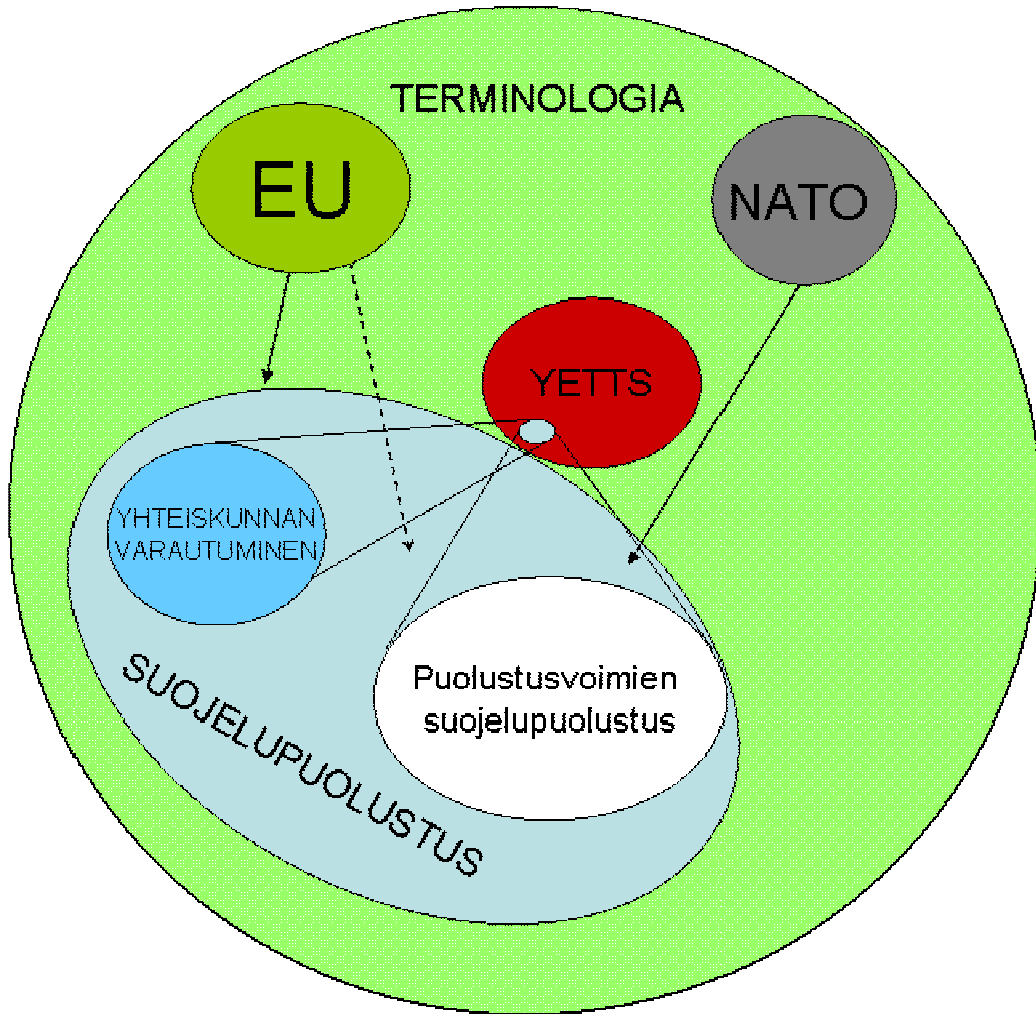 TERMINOLOGIA
EU
NATO
YETTS
YHTEISKUNNAN
VARAUTUMINEN
Puolustusvoimien
suojelupuolustus
SUOJELUPUOLUSTUS